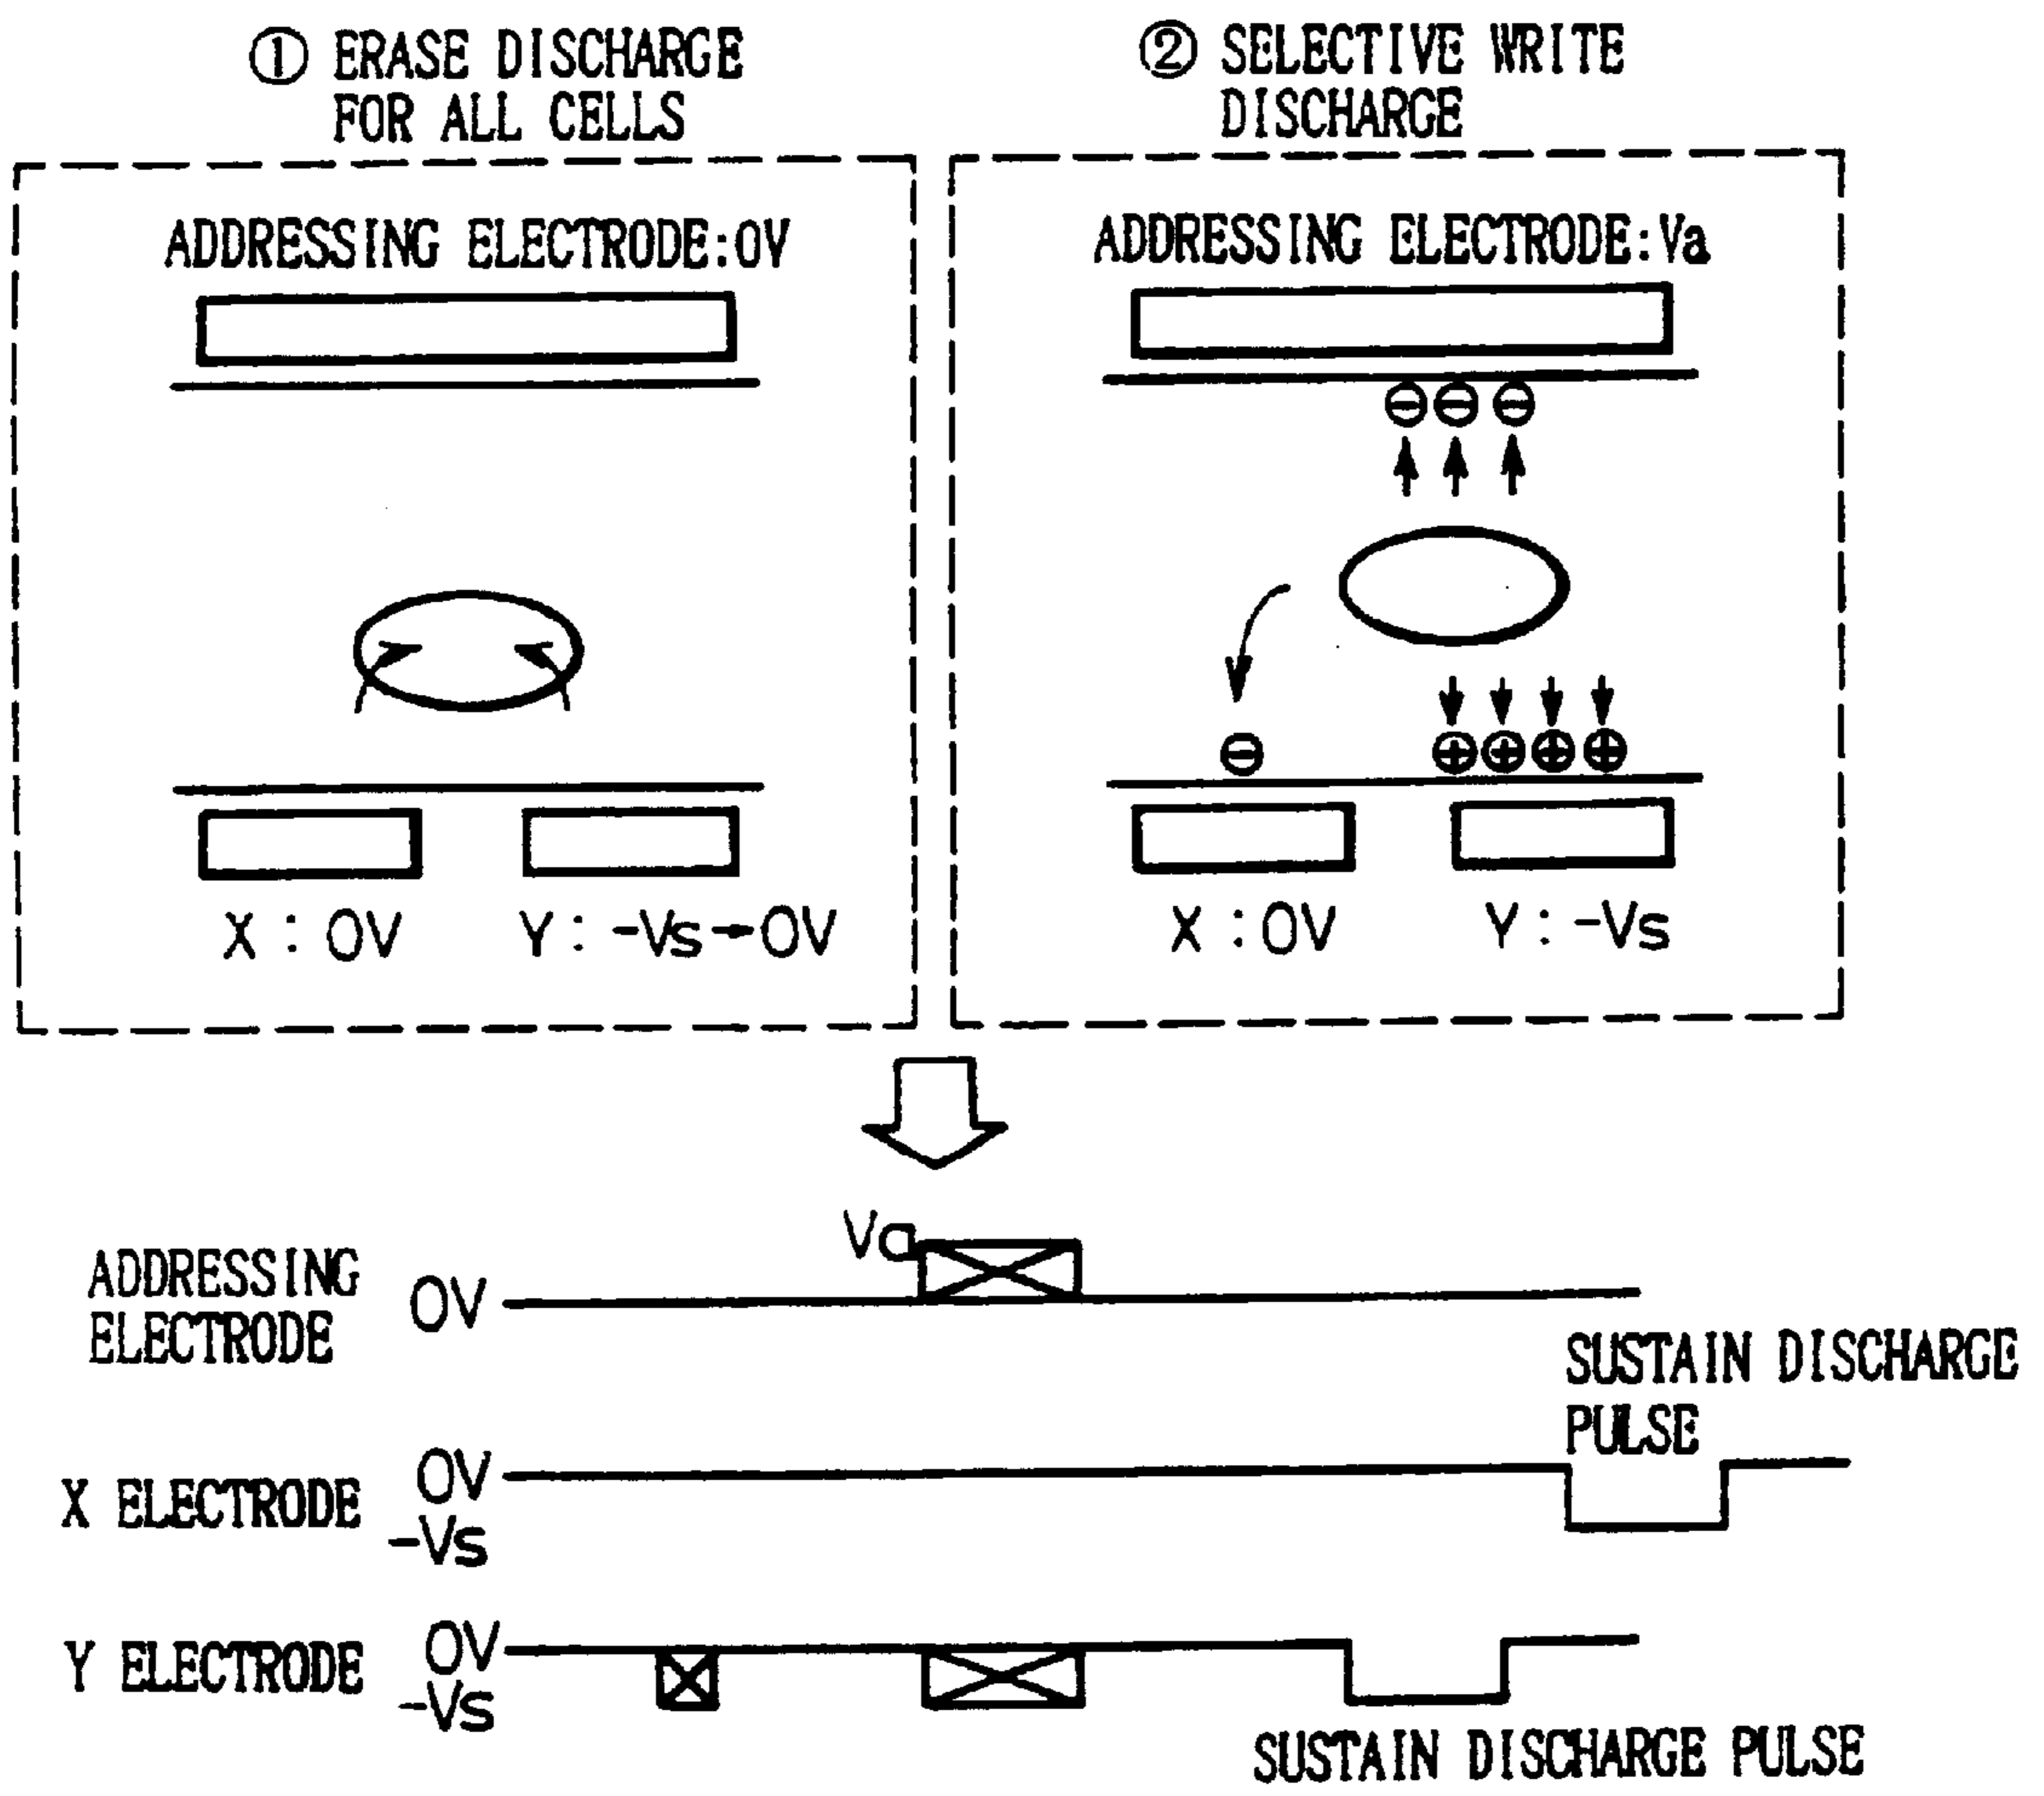 ① ERASE DISCHARGE
FOR ALL CELLS
② SELECTIVE WRITE
DISCHARGE
ADDRESSING ELECTRODE:0V
X : 0V
Y : -Vs→0V
ADDRESSING ELECTRODE:Va
⊖ ⊖ ⊖
⊖
⊕ ⊕ ⊕ ⊕
X : 0V
Y : -Vs
Va
ADDRESSING
ELECTRODE
0V
SUSTAIN DISCHARGE
PULSE
X ELECTRODE
0V
-Vs
Y ELECTRODE
0V
-Vs
SUSTAIN DISCHARGE PULSE